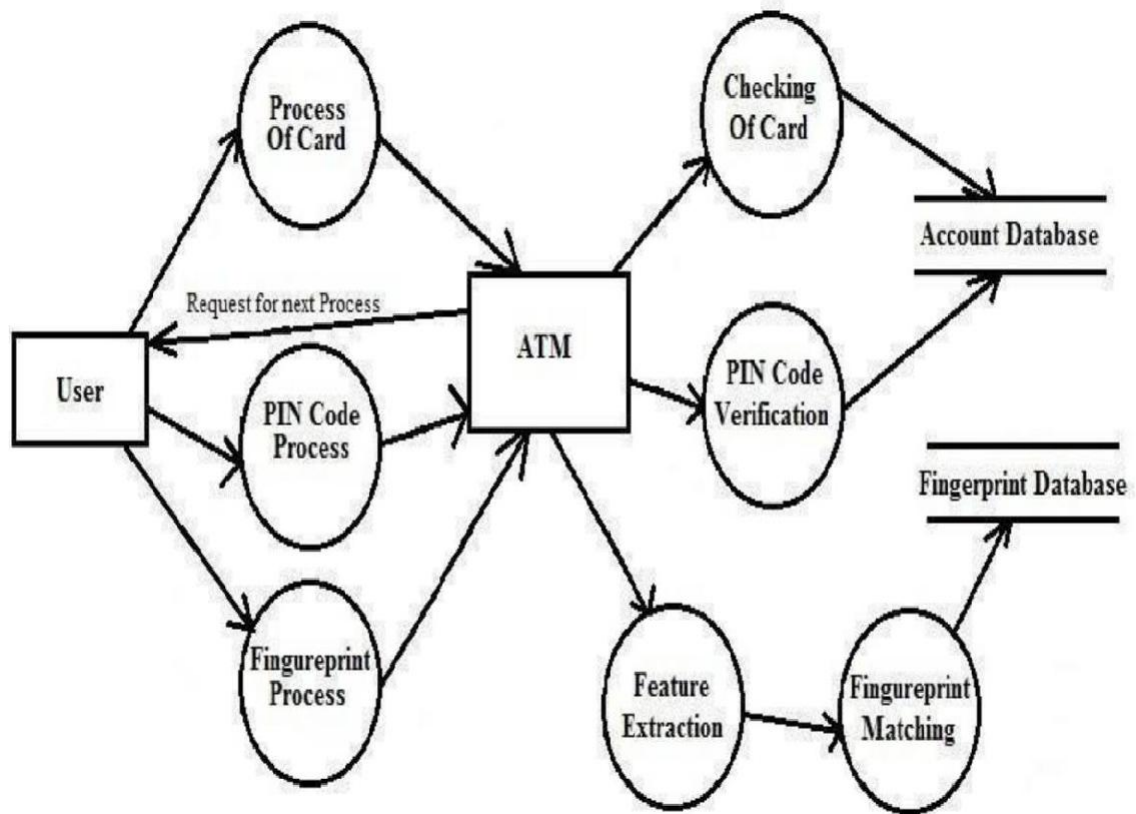 Process
Of Card
Checking
Of Card
Account Database
Request for next Process
ATM
User
PIN Code
Process
PIN Code
Verification
Fingerprint Database
Fingureprint
Process
Feature
Extraction
Fingureprint
Matching